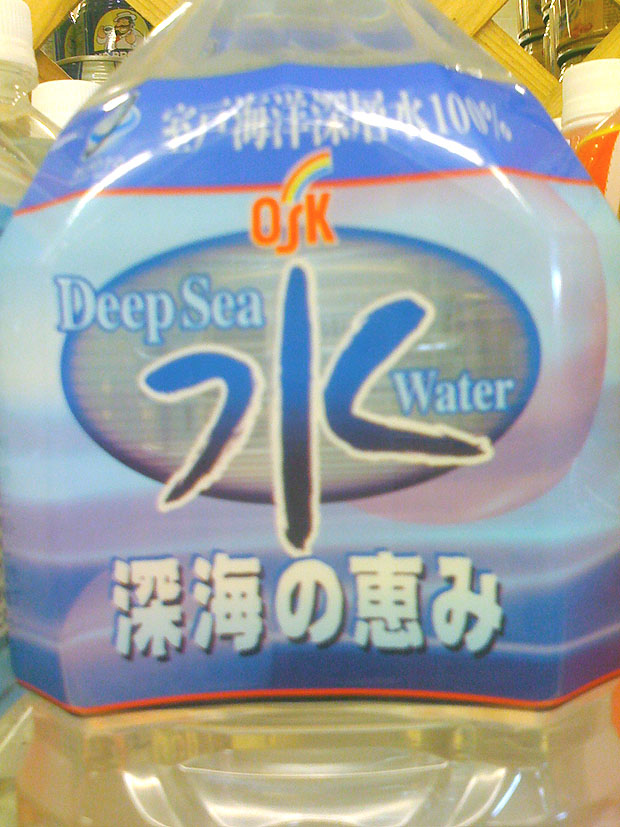 室戸海洋深層水100%
OSK
Deep Sea
水
Water
深海の恵み